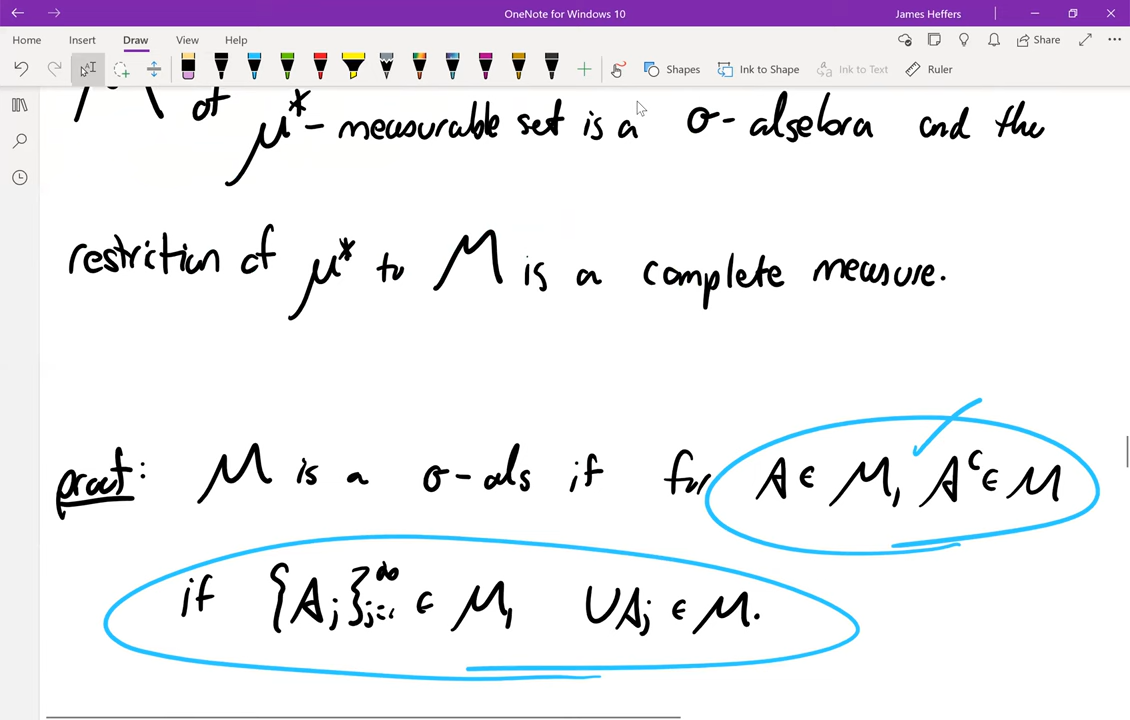 OneNote for Windows 10
James Heffers
Home Insert Draw View Help
Share
Shapes
Ink to Shape
Ink to Text
Ruler
M of μ* - measurable set is a σ - algebra and the
restriction of μ* to M is a complete measure.
proof: M is a σ-alg if for A ∈ M, Aᶜ ∈ M
if {A_j}_{j=1}^∞ ∈ M, ∪A_j ∈ M.